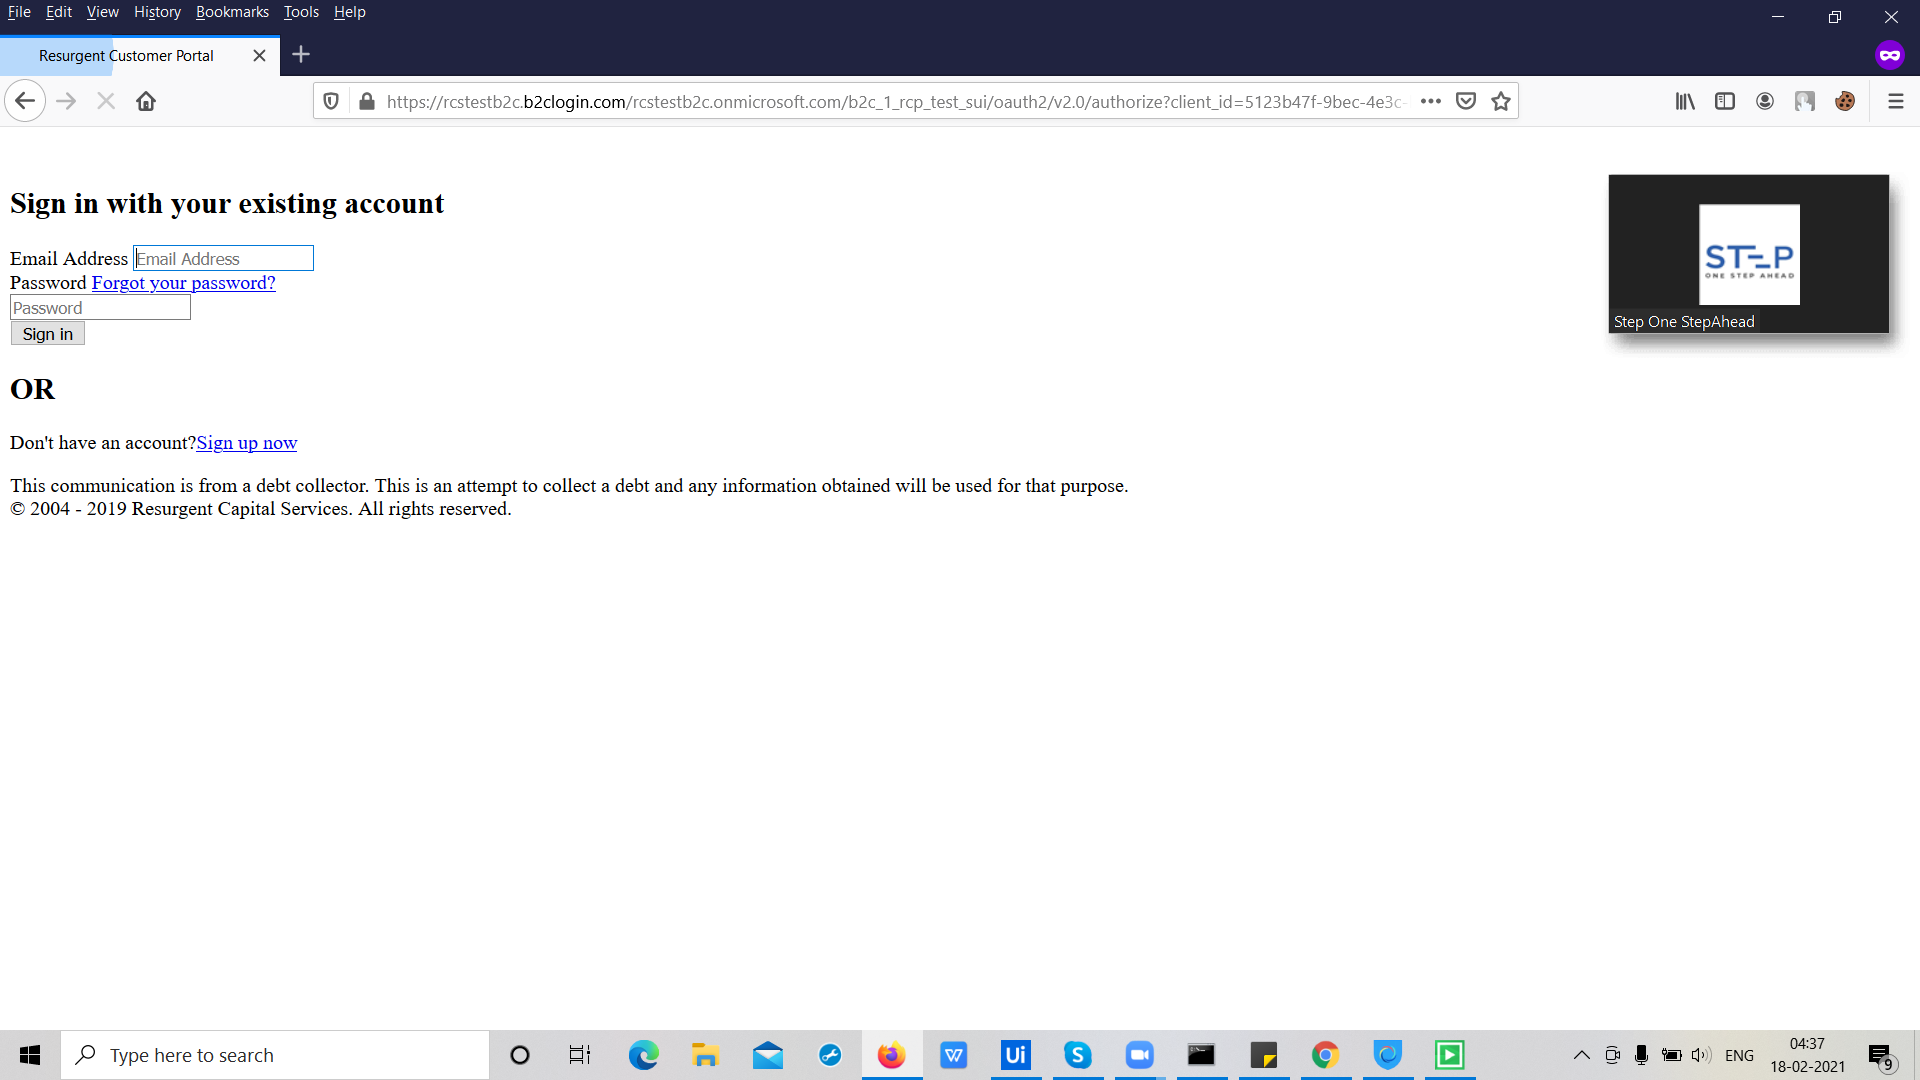 File Edit View History Bookmarks Tools Help
Resurgent Customer Portal
https://rcstestb2c.b2clogin.com/rcstestb2c.onmicrosoft.com/b2c_1_rcp_test_sui/oauth2/v2.0/authorize?client_id=5123b47f-9bec-4e3c-
Sign in with your existing account
Email Address Email Address
Password Forgot your password?
Password
Sign in
OR
Don't have an account?Sign up now
This communication is from a debt collector. This is an attempt to collect a debt and any information obtained will be used for that purpose.
© 2004 - 2019 Resurgent Capital Services. All rights reserved.
STEP
ONE STEP AHEAD
Step One StepAhead
Type here to search
W
Ui
S
ENG
04:37
18-02-2021
9